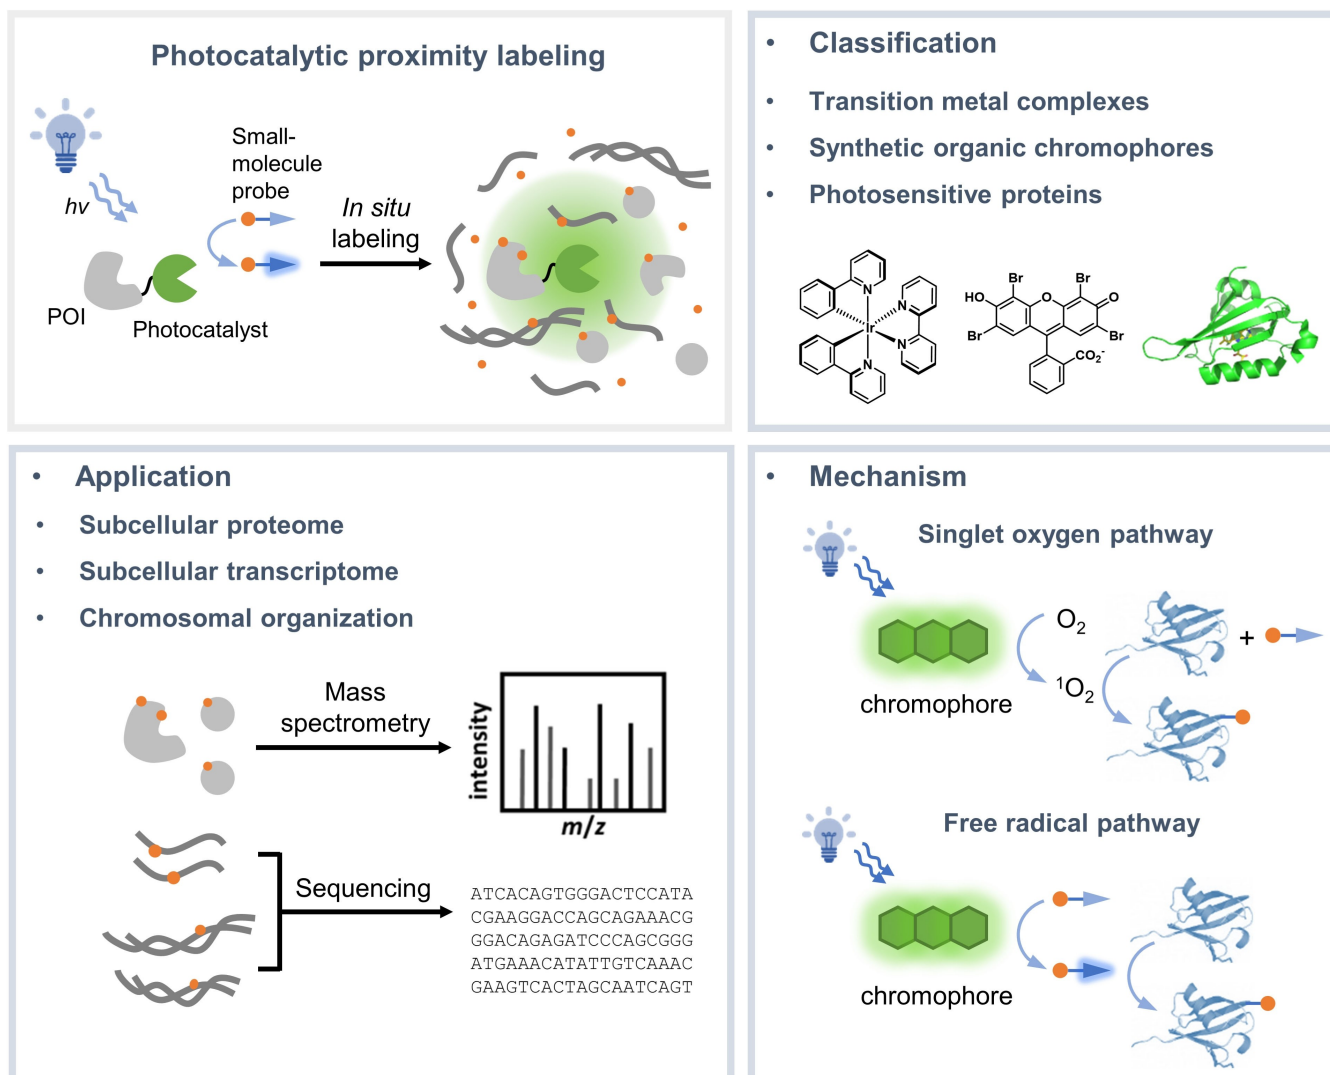 Photocatalytic proximity labeling
Small-
molecule
probe
hv
In situ
labeling
POI
Photocatalyst
• Classification
• Transition metal complexes
• Synthetic organic chromophores
• Photosensitive proteins
N
N
Ir
N
N
Br
Br
HO
O
O
Br
Br
CO₂⁻
• Application
• Subcellular proteome
• Subcellular transcriptome
• Chromosomal organization
Mass
spectrometry
intensity
m/z
Sequencing
ATCACAGTGGGACTCCATA
CGAAGGACCAGCAGAAACG
GGACAGAGATCCCAGCGGG
ATGAAACATATTGTCAAAC
GAAGTCACTAGCAATCAGT
• Mechanism
Singlet oxygen pathway
O₂
+
¹O₂
chromophore
Free radical pathway
chromophore